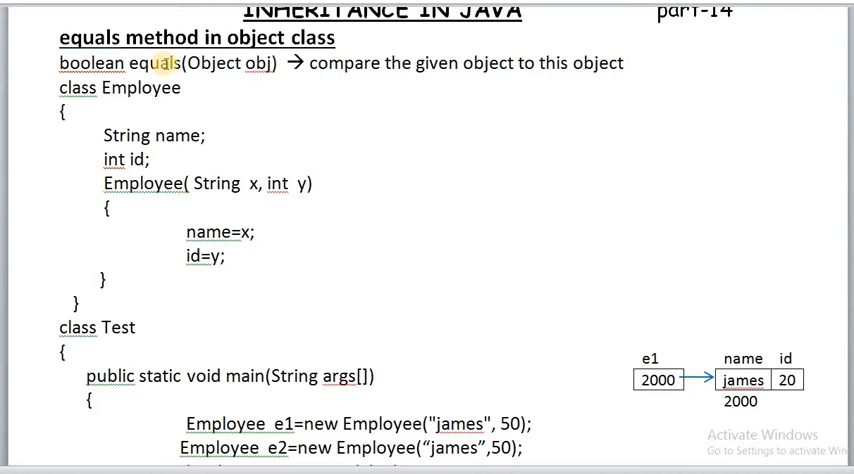 INHERITANCE IN JAVA part-14
equals method in object class
boolean equals(Object obj) → compare the given object to this object
class Employee
{
String name;
int id;
Employee( String x, int y)
{
name=x;
id=y;
}
}
class Test
{
public static void main(String args[])
{
Employee e1=new Employee("james", 50);
Employee e2=new Employee(“james”,50);
e1 name id
2000 james 20
2000
Activate Windows
Go to Settings to activate Win